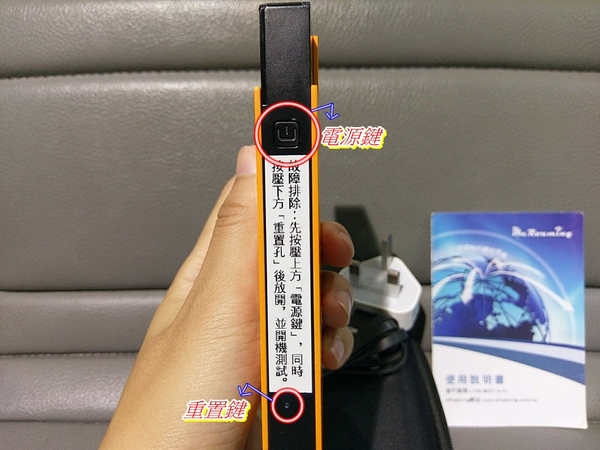 電源鍵
故障排除:先按壓上方「電源鍵」,同時
按壓下方「重置孔」後放開,並開機測試。
重置鍵
使用說明書